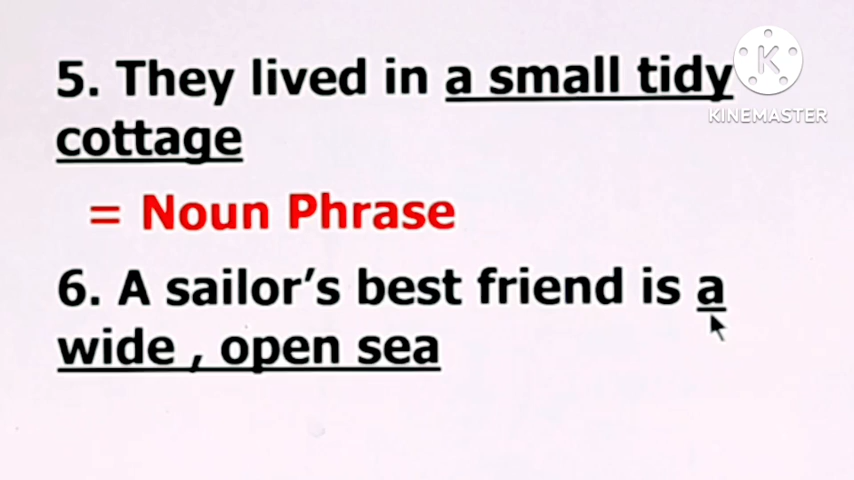 5. They lived in a small tidy
cottage
= Noun Phrase
6. A sailor’s best friend is a
wide , open sea
K
KINEMASTER